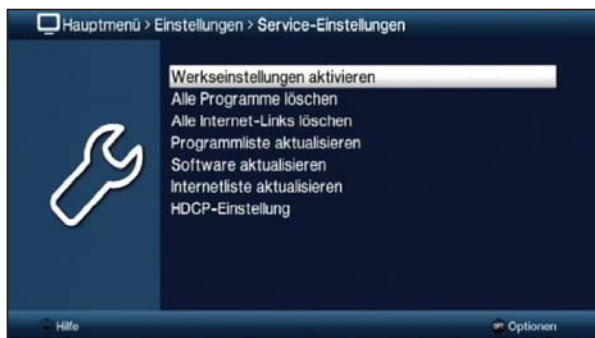 Hauptmenü > Einstellungen > Service-Einstellungen
Werkseinstellungen aktivieren
Alle Programme löschen
Alle Internet-Links löschen
Programmliste aktualisieren
Software aktualisieren
Internetliste aktualisieren
HDCP-Einstellung
Hilfe
OPT Optionen